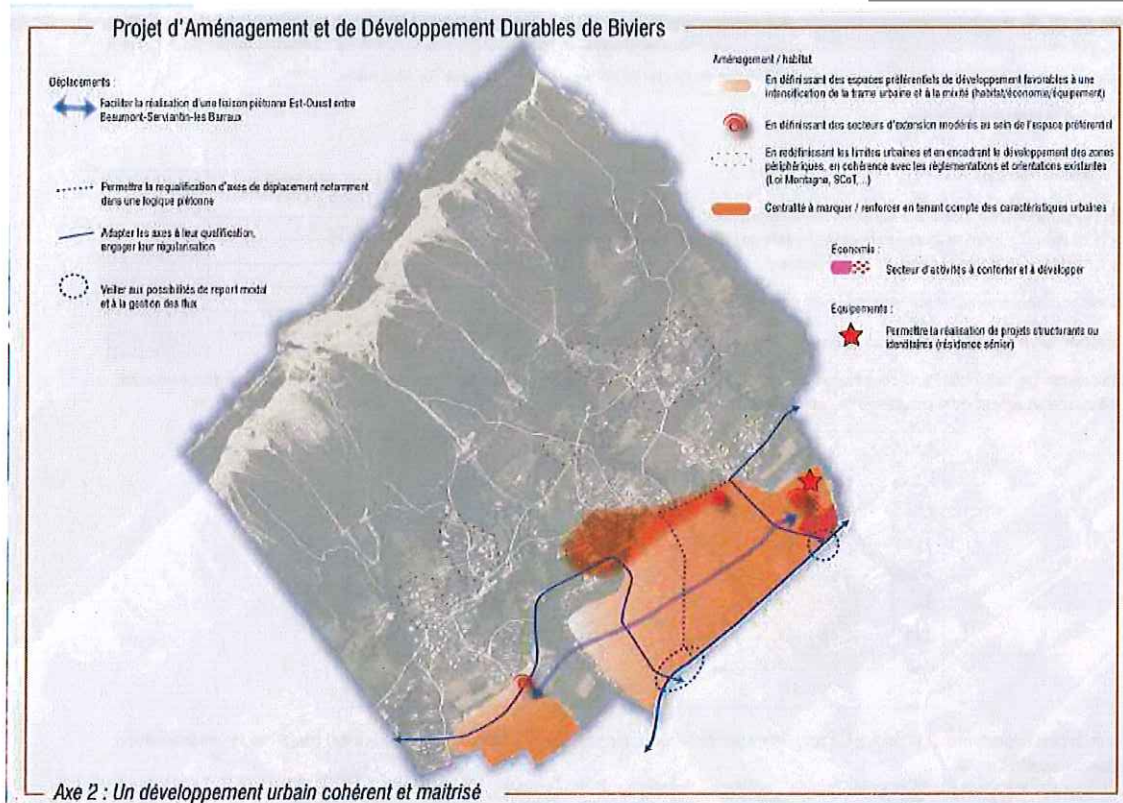 Projet d'Aménagement et de Développement Durables de Biviers
Déplacements :
Faciliter la réalisation d'une liaison piétonne Est-Ouest entre
Beaumont-Serviantin-les Barraux
Permettre la requalification d'axes de déplacement notamment
dans une logique piétonne
Adapter les axes à leur qualification,
engager leur régularisation
Veiller aux possibilités de report modal
et à la gestion des flux
Aménagement / habitat
En définissant des espaces préférentiels de développement favorables à une
intensification de la trame urbaine et à la mixité (habitat/économie/équipement)
En définissant des secteurs d'extension modérés au sein de l'espace préférentiel
En redéfinissant les limites urbaines et en encadrant le développement des zones
périphériques, en cohérence avec les réglementations et orientations existantes
(Loi Montagne, SCoT,...)
Centralité à marquer / renforcer en tenant compte des caractéristiques urbaines
Economie :
Secteur d'activités à conforter et à développer
Equipements :
Permettre la réalisation de projets structurants ou
identitaires (résidence sénior)
Axe 2 : Un développement urbain cohérent et maitrisé